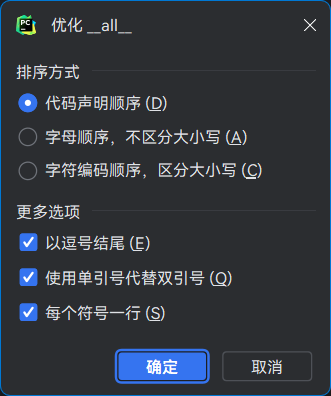 PC
优化 __all__
排序方式
代码声明顺序 (D)
字母顺序，不区分大小写 (A)
字符编码顺序，区分大小写 (C)
更多选项
以逗号结尾 (E)
使用单引号代替双引号 (Q)
每个符号一行 (S)
确定 取消